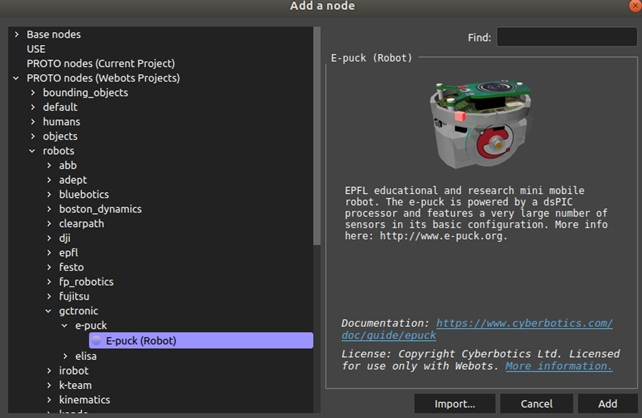 Add a node
Base nodes
USE
PROTO nodes (Current Project)
PROTO nodes (Webots Projects)
bounding_objects
default
humans
objects
robots
abb
adept
bluebotics
boston_dynamics
clearpath
dji
epfl
festo
fp_robotics
fujitsu
gctronic
e-puck
E-puck (Robot)
elisa
irobot
k-team
kinematics
Find:
E-puck (Robot)
EPFL educational and research mini mobile
robot. The e-puck is powered by a dsPIC
processor and features a very large number of
sensors in its basic configuration. More info
here: http://www.e-puck.org.
Documentation: https://www.cyberbotics.com/
doc/guide/epuck
License: Copyright Cyberbotics Ltd. Licensed
for use only with Webots. More information.
Import...
Cancel
Add